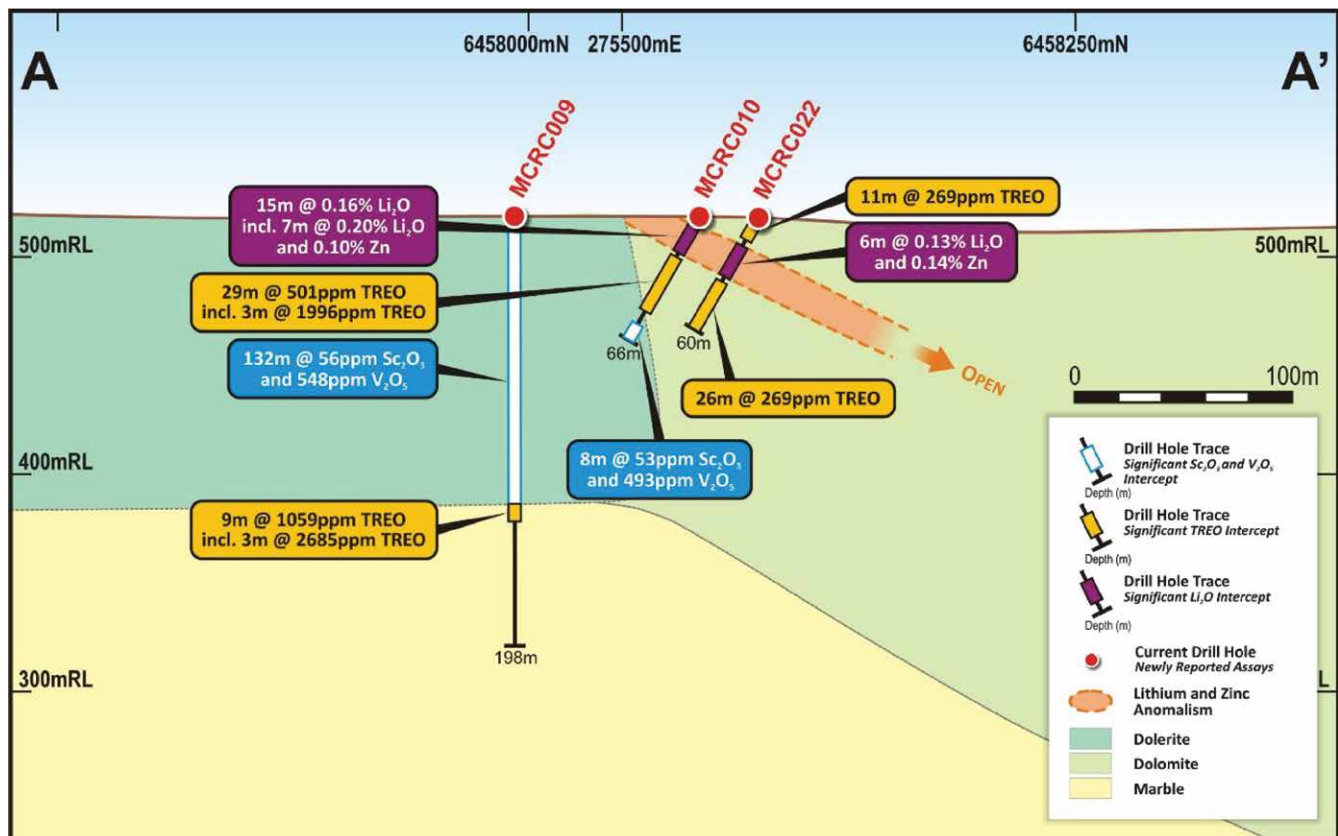 6458000mN
275500mE
6458250mN
A
A'
MCRC009
MCRC010
MCRC022
15m @ 0.16% Li₂O
incl. 7m @ 0.20% Li₂O
and 0.10% Zn
11m @ 269ppm TREO
6m @ 0.13% Li₂O
and 0.14% Zn
500mRL
500mRL
29m @ 501ppm TREO
incl. 3m @ 1996ppm TREO
66m
60m
132m @ 56ppm Sc₂O₃
and 548ppm V₂O₅
OPEN
26m @ 269ppm TREO
0
100m
8m @ 53ppm Sc₂O₃
and 493ppm V₂O₅
400mRL
9m @ 1059ppm TREO
incl. 3m @ 2685ppm TREO
198m
300mRL
L
Drill Hole Trace
Significant Sc₂O₃ and V₂O₅
Intercept
Depth (m)
Drill Hole Trace
Significant TREO Intercept
Depth (m)
Drill Hole Trace
Significant Li₂O Intercept
Depth (m)
Current Drill Hole
Newly Reported Assays
Lithium and Zinc
Anomalism
Dolerite
Dolomite
Marble